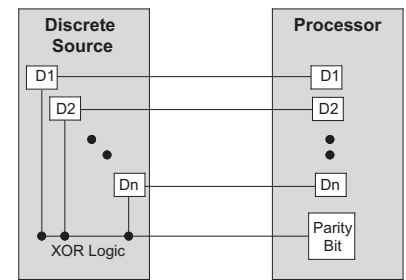 Discrete
Source
D1
D2
Dn
XOR Logic
Processor
D1
D2
Dn
Parity
Bit